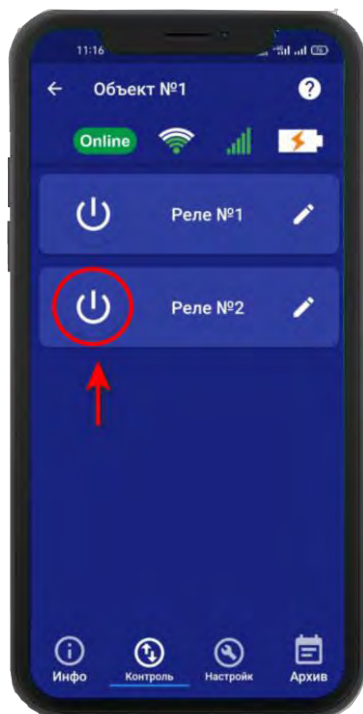 11:16
Объект №1
Online
Реле №1
Реле №2
Инфо Контроль Настройк Архив